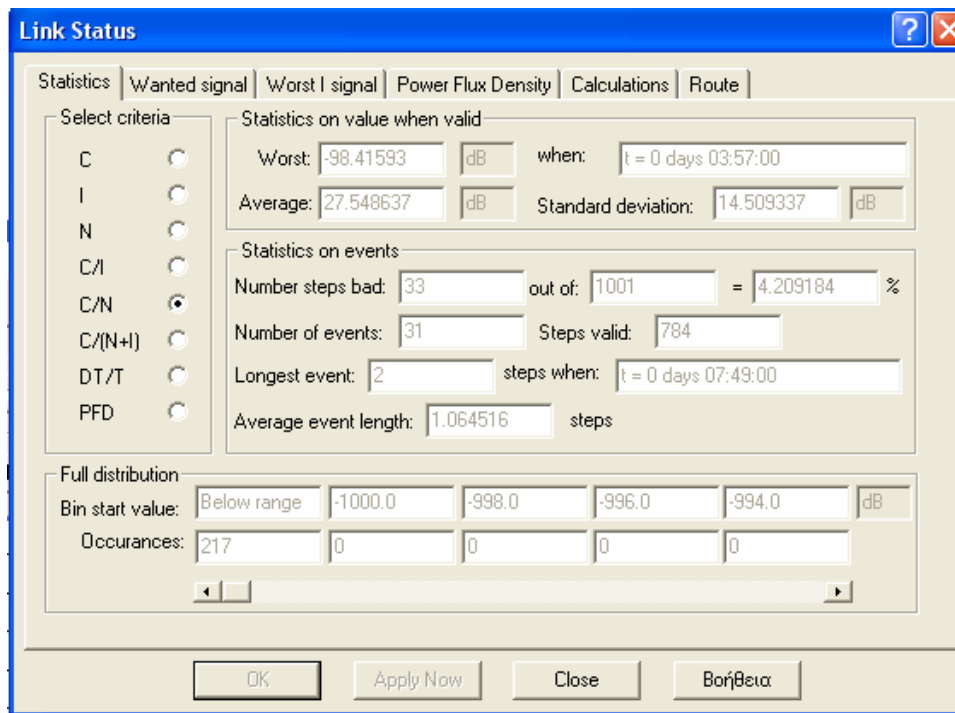 Link Status
Statistics Wanted signal Worst I signal Power Flux Density Calculations Route
Select criteria
C
I
N
C/I
C/N
C/(N+I)
DT/T
PFD
Statistics on value when valid
Worst: -98.41593 dB when: t = 0 days 03:57:00
Average: 27.548637 dB Standard deviation: 14.509337 dB
Statistics on events
Number steps bad: 33 out of: 1001 = 4.209184 %
Number of events: 31 Steps valid: 784
Longest event: 2 steps when: t = 0 days 07:49:00
Average event length: 1.064516 steps
Full distribution
Bin start value: Below range -1000.0 -998.0 -996.0 -994.0 dB
Occurances: 217 0 0 0 0
OK Apply Now Close Βοήθεια